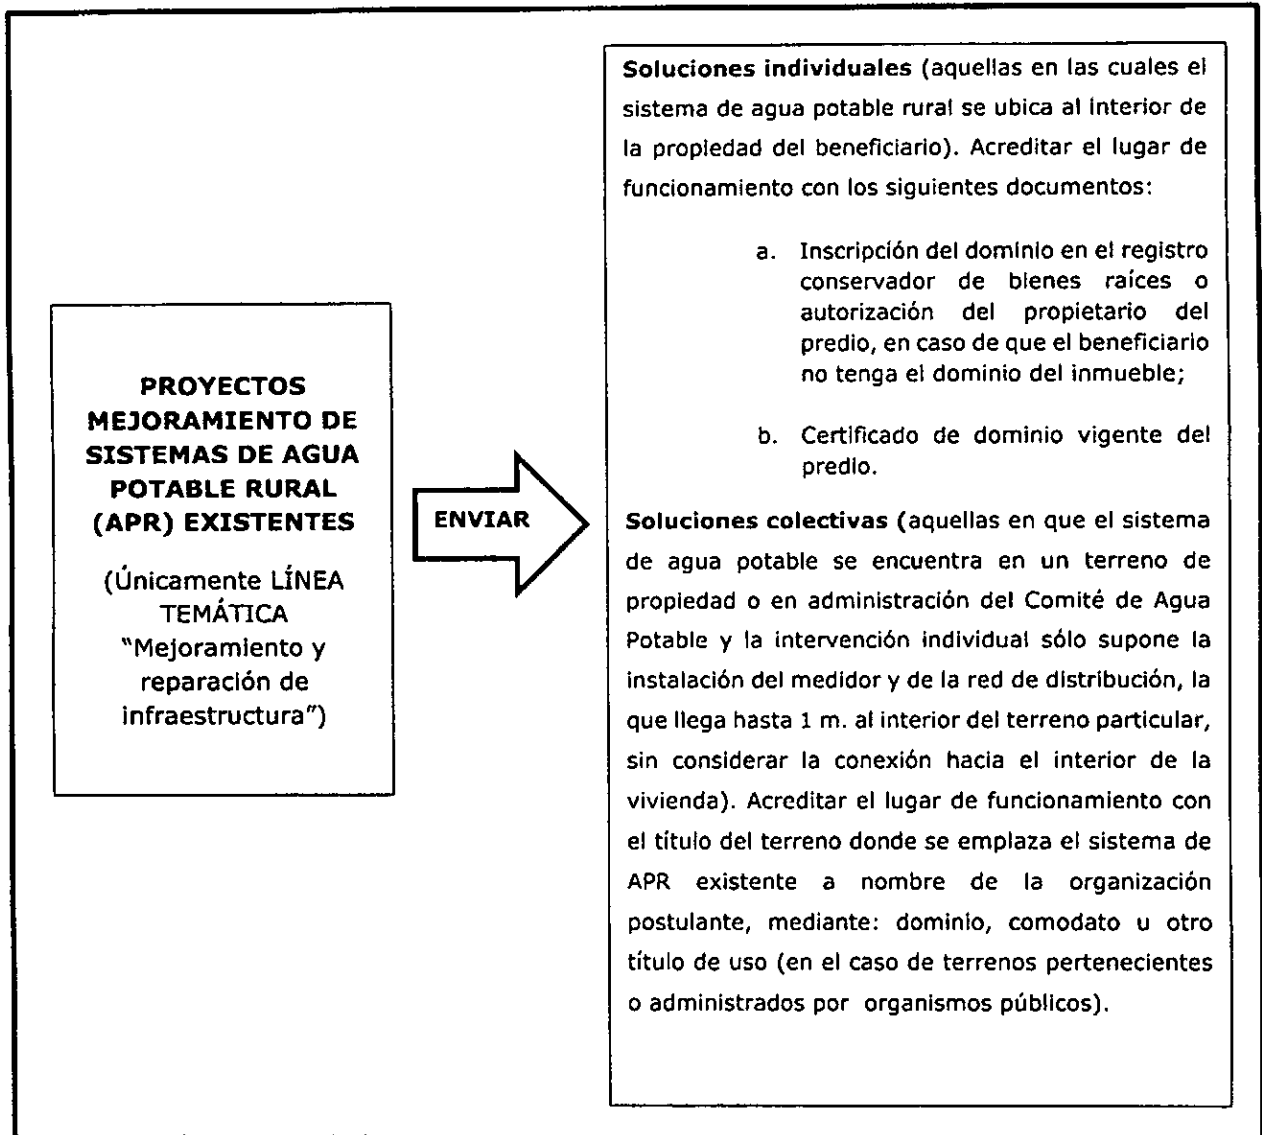 PROYECTOS
MEJORAMIENTO DE
SISTEMAS DE AGUA
POTABLE RURAL
(APR) EXISTENTES
(Únicamente LÍNEA
TEMÁTICA
"Mejoramiento y
reparación de
infraestructura")
ENVIAR
Soluciones individuales (aquellas en las cuales el
sistema de agua potable rural se ubica al interior de
la propiedad del beneficiario). Acreditar el lugar de
funcionamiento con los siguientes documentos:
a. Inscripción del dominio en el registro
conservador de bienes raíces o
autorización del propietario del
predio, en caso de que el beneficiario
no tenga el dominio del inmueble;
b. Certificado de dominio vigente del
predio.
Soluciones colectivas (aquellas en que el sistema
de agua potable se encuentra en un terreno de
propiedad o en administración del Comité de Agua
Potable y la intervención individual sólo supone la
instalación del medidor y de la red de distribución, la
que llega hasta 1 m. al interior del terreno particular,
sin considerar la conexión hacia el interior de la
vivienda). Acreditar el lugar de funcionamiento con
el título del terreno donde se emplaza el sistema de
APR existente a nombre de la organización
postulante, mediante: dominio, comodato u otro
título de uso (en el caso de terrenos pertenecientes
o administrados por organismos públicos).